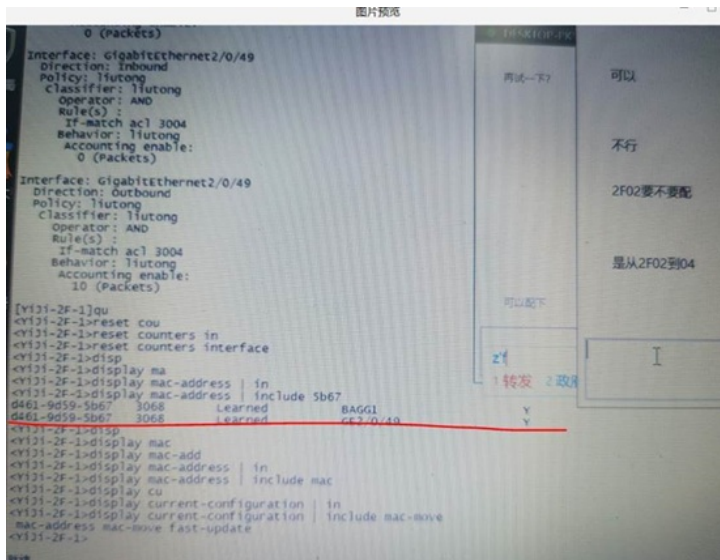 图片预览
0 (Packets)
Interface: GigabitEthernet2/0/49
Direction: Inbound
Policy: liutong
Classifier: liutong
Operator: AND
Rule(s) :
If-match acl 3004
Behavior: liutong
Accounting enable:
0 (Packets)
Interface: GigabitEthernet2/0/49
Direction: Outbound
Policy: liutong
Classifier: liutong
Operator: AND
Rule(s) :
If-match acl 3004
Behavior: liutong
Accounting enable:
10 (Packets)
[YiJi-2F-1]qu
<YiJi-2F-1>reset cou
<YiJi-2F-1>reset counters in
<YiJi-2F-1>reset counters interface
<YiJi-2F-1>disp
<YiJi-2F-1>display ma
<YiJi-2F-1>display mac-address | in
<YiJi-2F-1>display mac-address | include 5b67
d461-9d59-5b67 3068 Learned BAGG1 Y
d461-9d59-5b67 3068 Learned GE2/0/49 Y
<YiJi-2F-1>disp
<YiJi-2F-1>display mac
<YiJi-2F-1>display mac-add
<YiJi-2F-1>display mac-address | in
<YiJi-2F-1>display mac-address | include mac
<YiJi-2F-1>display cu
<YiJi-2F-1>display current-configuration | in
<YiJi-2F-1>display current-configuration | include mac-move
mac-address mac-move fast-update
<YiJi-2F-1>
DESKTOP-PK
再试一下?
可以配下
z'f
1 转发 2 政府
可以
不行
2F02要不要配
是从2F02到04